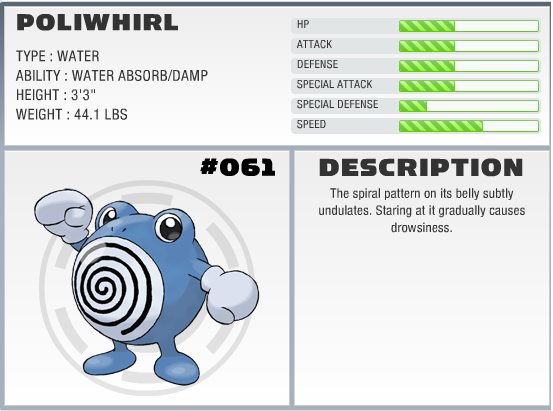 POLIWHIRL
TYPE : WATER
ABILITY : WATER ABSORB/DAMP
HEIGHT : 3'3"
WEIGHT : 44.1 LBS
HP
ATTACK
DEFENSE
SPECIAL ATTACK
SPECIAL DEFENSE
SPEED
#061
DESCRIPTION
The spiral pattern on its belly subtly
undulates. Staring at it gradually causes
drowsiness.